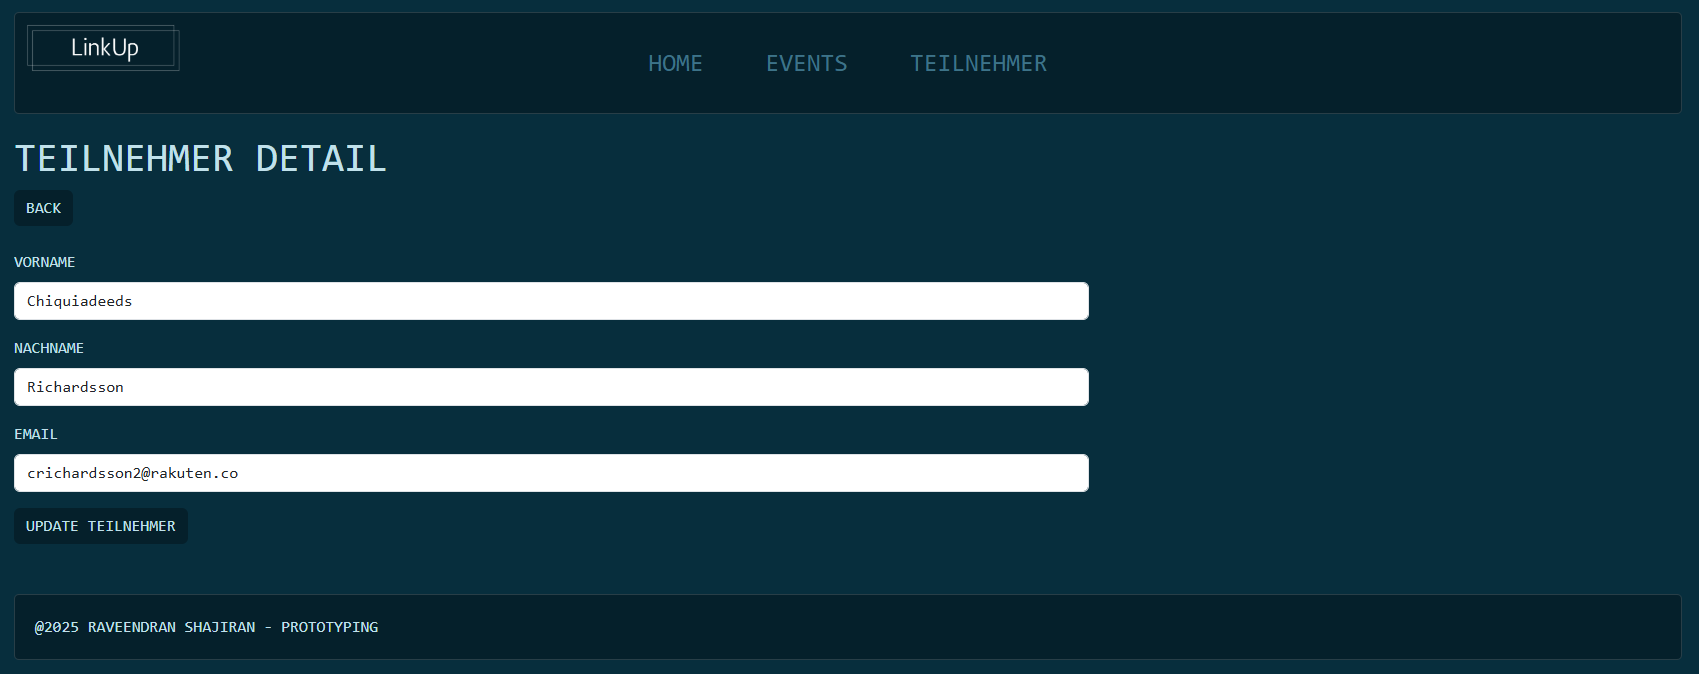 LinkUp
HOME EVENTS TEILNEHMER
TEILNEHMER DETAIL
BACK
VORNAME
Chiquiadeeds
NACHNAME
Richardsson
EMAIL
crichardsson2@rakuten.co
UPDATE TEILNEHMER
@2025 RAVEENDRAN SHAJIRAN - PROTOTYPING